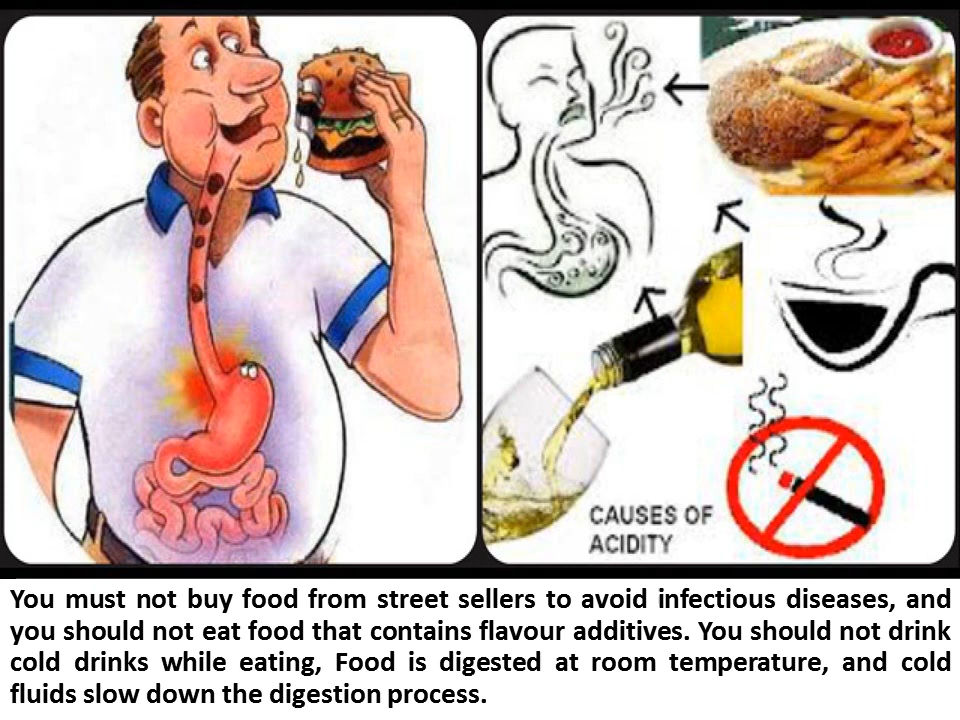 CAUSES OF
ACIDITY
You must not buy food from street sellers to avoid infectious diseases, and
you should not eat food that contains flavour additives. You should not drink
cold drinks while eating, Food is digested at room temperature, and cold
fluids slow down the digestion process.